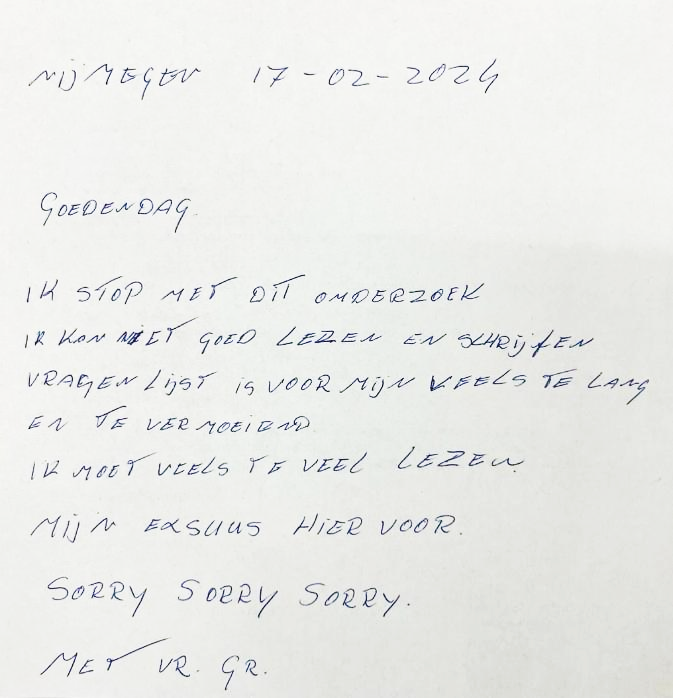 NIJMEGEN 17-02-2024
GOEDENDAG.
IK STOP MET DIT ONDERZOEK
IK KAN NIET GOED LEZEN EN SCHRIJFEN
VRAGEN LIJST IS VOOR MIJN VEELS TE LANG
EN TE VERMOEIEND.
IK MOET VEELS TE VEEL LEZEN.
MIJN EXSUUS HIER VOOR.
SORRY SORRY SORRY.
MET VR. GR.